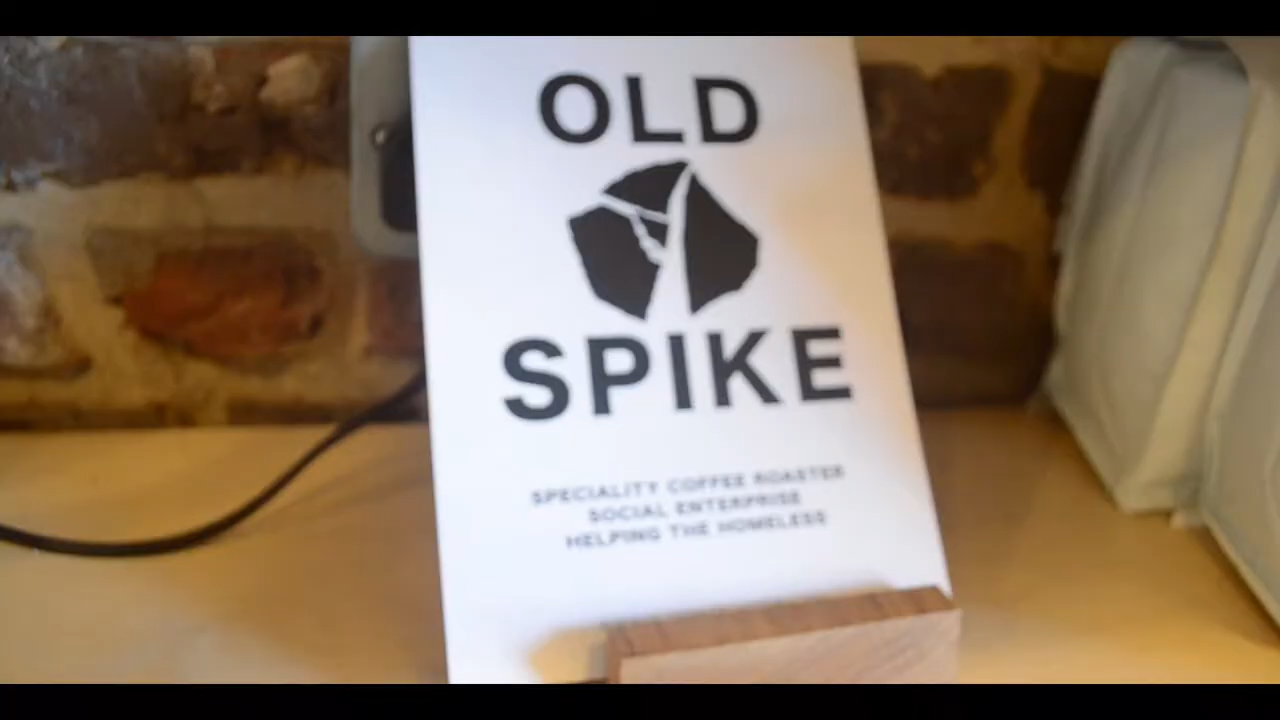 OLD
SPIKE
SPECIALITY COFFEE ROASTER
SOCIAL ENTERPRISE
HELPING THE HOMELESS